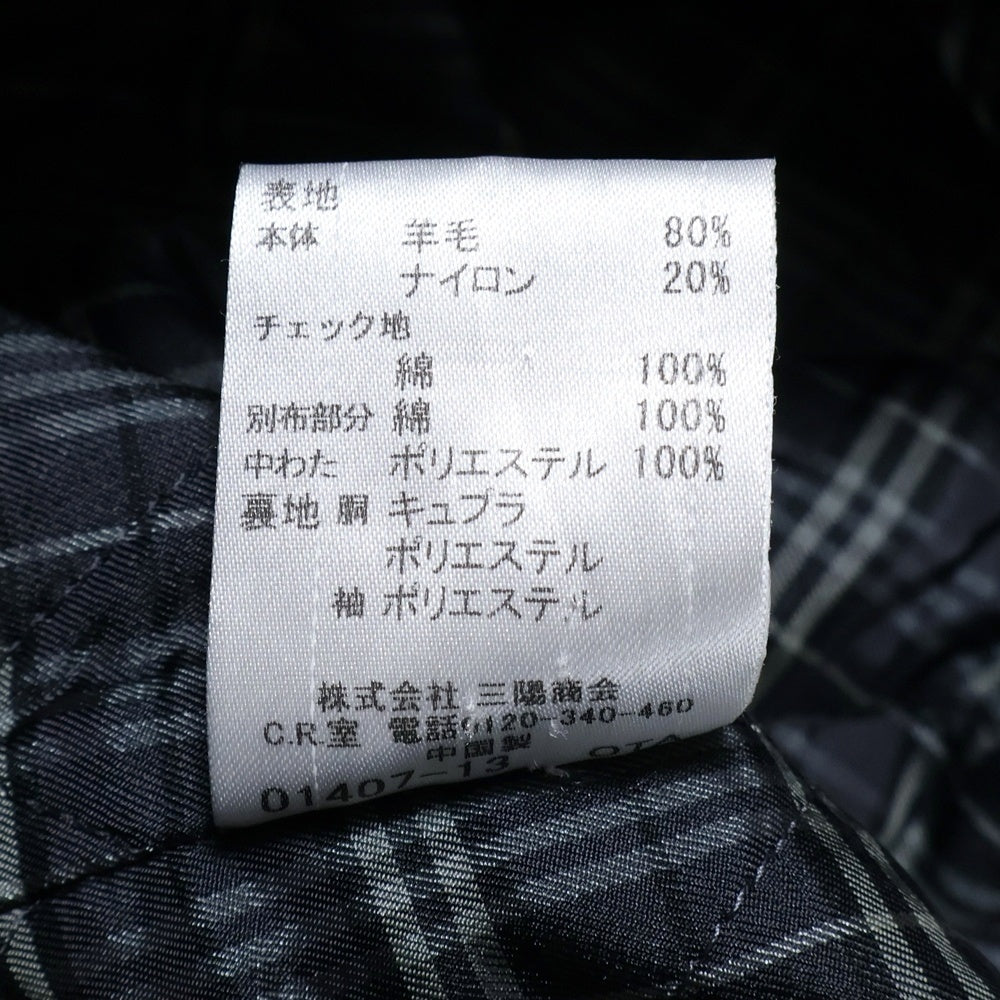 表地
本体 羊毛 80%
ナイロン 20%
チェック地
綿 100%
別布部分 綿 100%
中わた ポリエステル 100%
裏地 胴 キュプラ
ポリエステル
袖 ポリエステル
株式会社 三陽商会
C.R.室 電話0120-340-460
中国製
01407-13 QTA